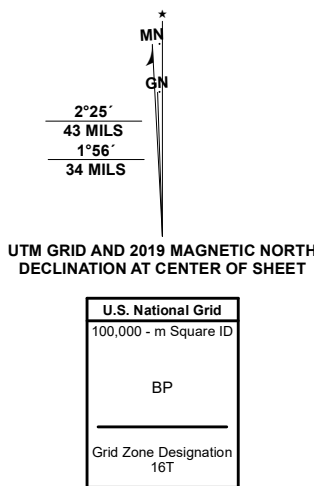 MN
GN
2°25´
43 MILS
1°56´
34 MILS
UTM GRID AND 2019 MAGNETIC NORTH
DECLINATION AT CENTER OF SHEET
U.S. National Grid
100,000 - m Square ID
BP
Grid Zone Designation
16T